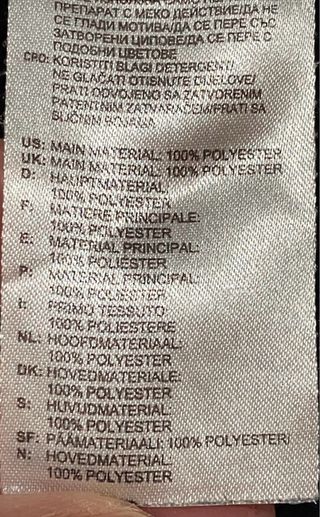 ПРЕПАРАТ С МЕКО ДЕЙСТВИЕ/ДА НЕ
СЕ ГЛАДИ МОТИВА/ДА СЕ ПЕРЕ СЪС
ЗАТВОРЕНИ ЦИПОВЕ/ДА СЕ ПЕРЕ С
ПОДОБНИ ЦВЕТОВЕ
CRO: KORISTITI BLAGI DETERGENT/
NE GLAČATI OTISNUTE DIJELOVE/
PRATI ODVOJENO SA ZATVORENIM
PATENTNIM ZATVARAČEM/PRATI SA
SLIČNIM BOJAMA
US: MAIN MATERIAL: 100% POLYESTER
UK: MAIN MATERIAL: 100% POLYESTER
D: HAUPTMATERIAL:
100% POLYESTER
F: MATIERE PRINCIPALE:
100% POLYESTER
E: MATERIAL PRINCIPAL:
100% POLIESTER
P: MATERIAL PRINCIPAL:
100% POLIESTER
I: PRIMO TESSUTO:
100% POLIESTERE
NL: HOOFDMATERIAAL:
100% POLYESTER
DK: HOVEDMATERIALE:
100% POLYESTER
S: HUVUDMATERIAL:
100% POLYESTER
SF: PÄÄMATERIAALI: 100% POLYESTERI
N: HOVEDMATERIAL:
100% POLYESTER